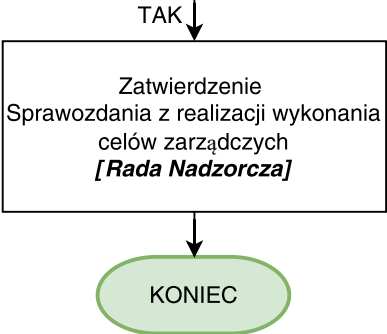 TAK
Zatwierdzenie
Sprawozdania z realizacji wykonania
celów zarządczych
[Rada Nadzorcza]
KONIEC